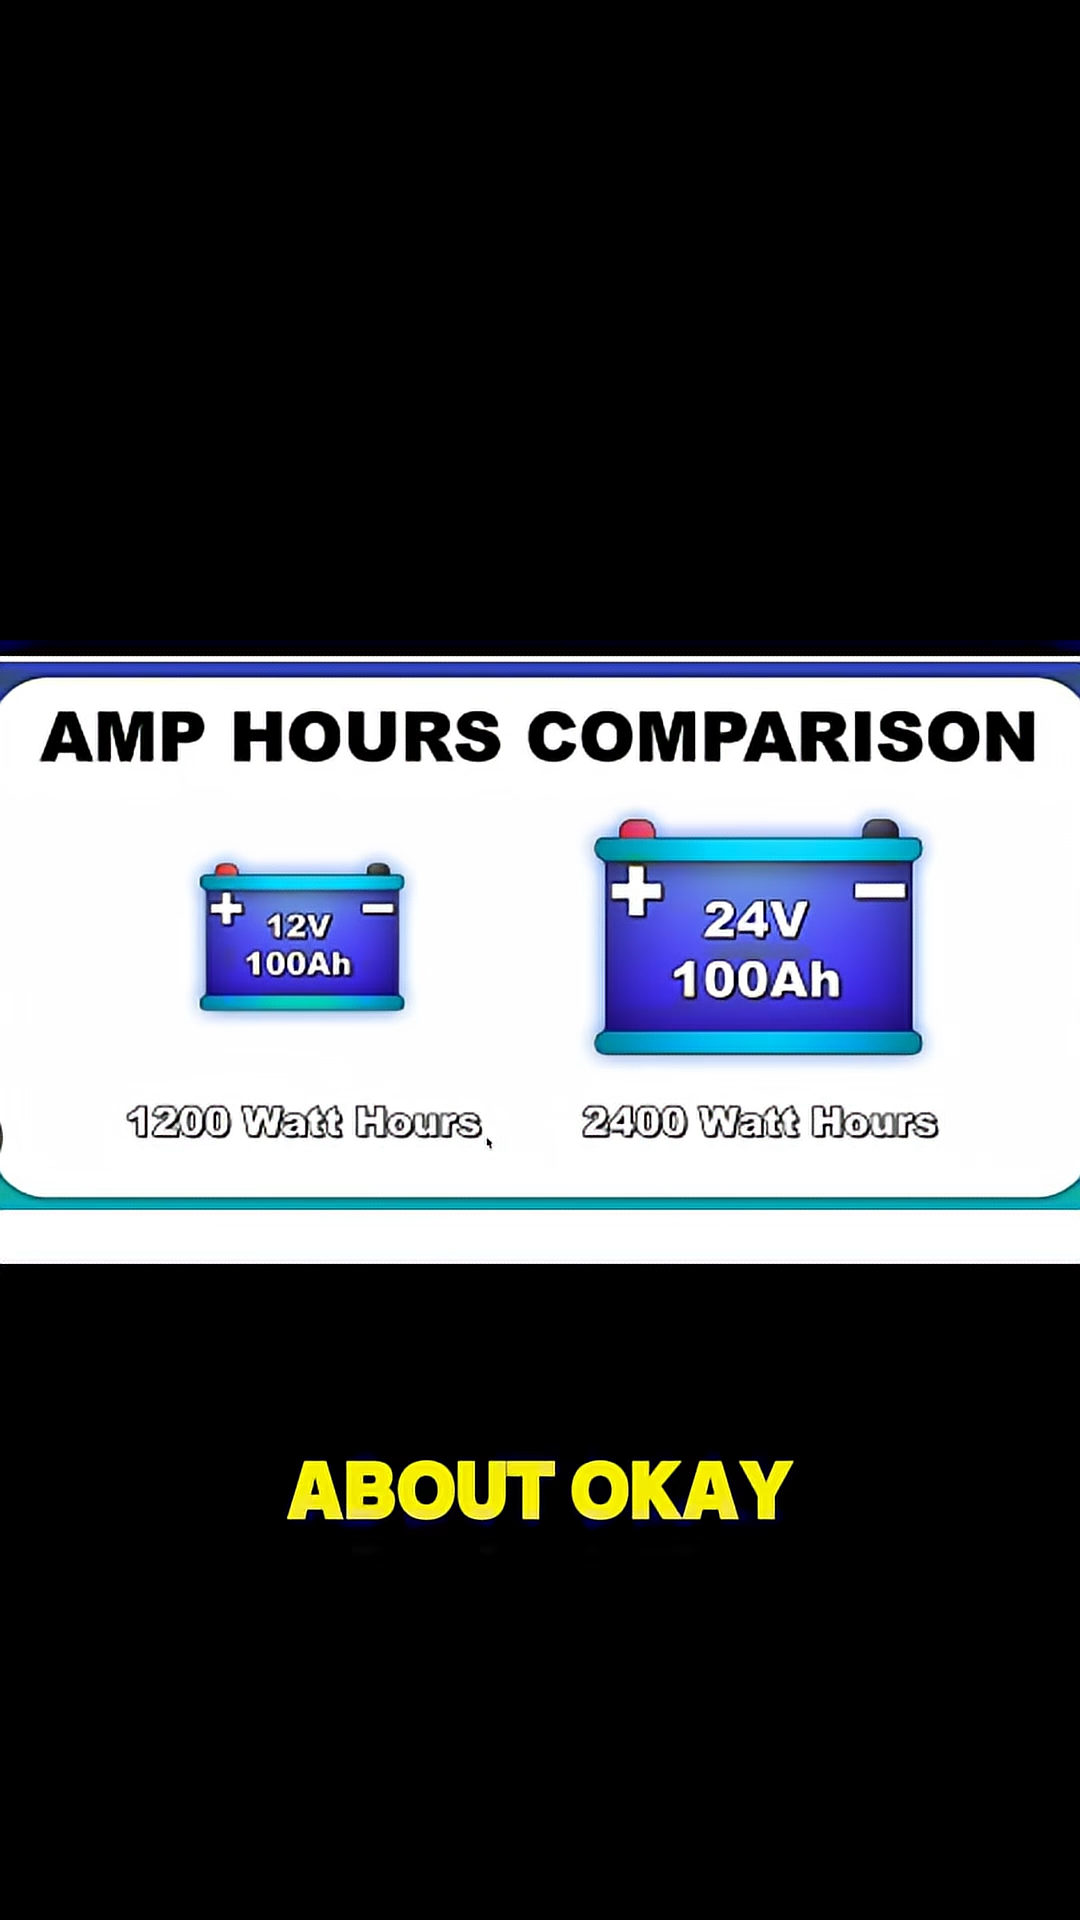 AMP HOURS COMPARISON
+ −
12V
100Ah
+ −
24V
100Ah
1200 Watt Hours
2400 Watt Hours
ABOUT OKAY